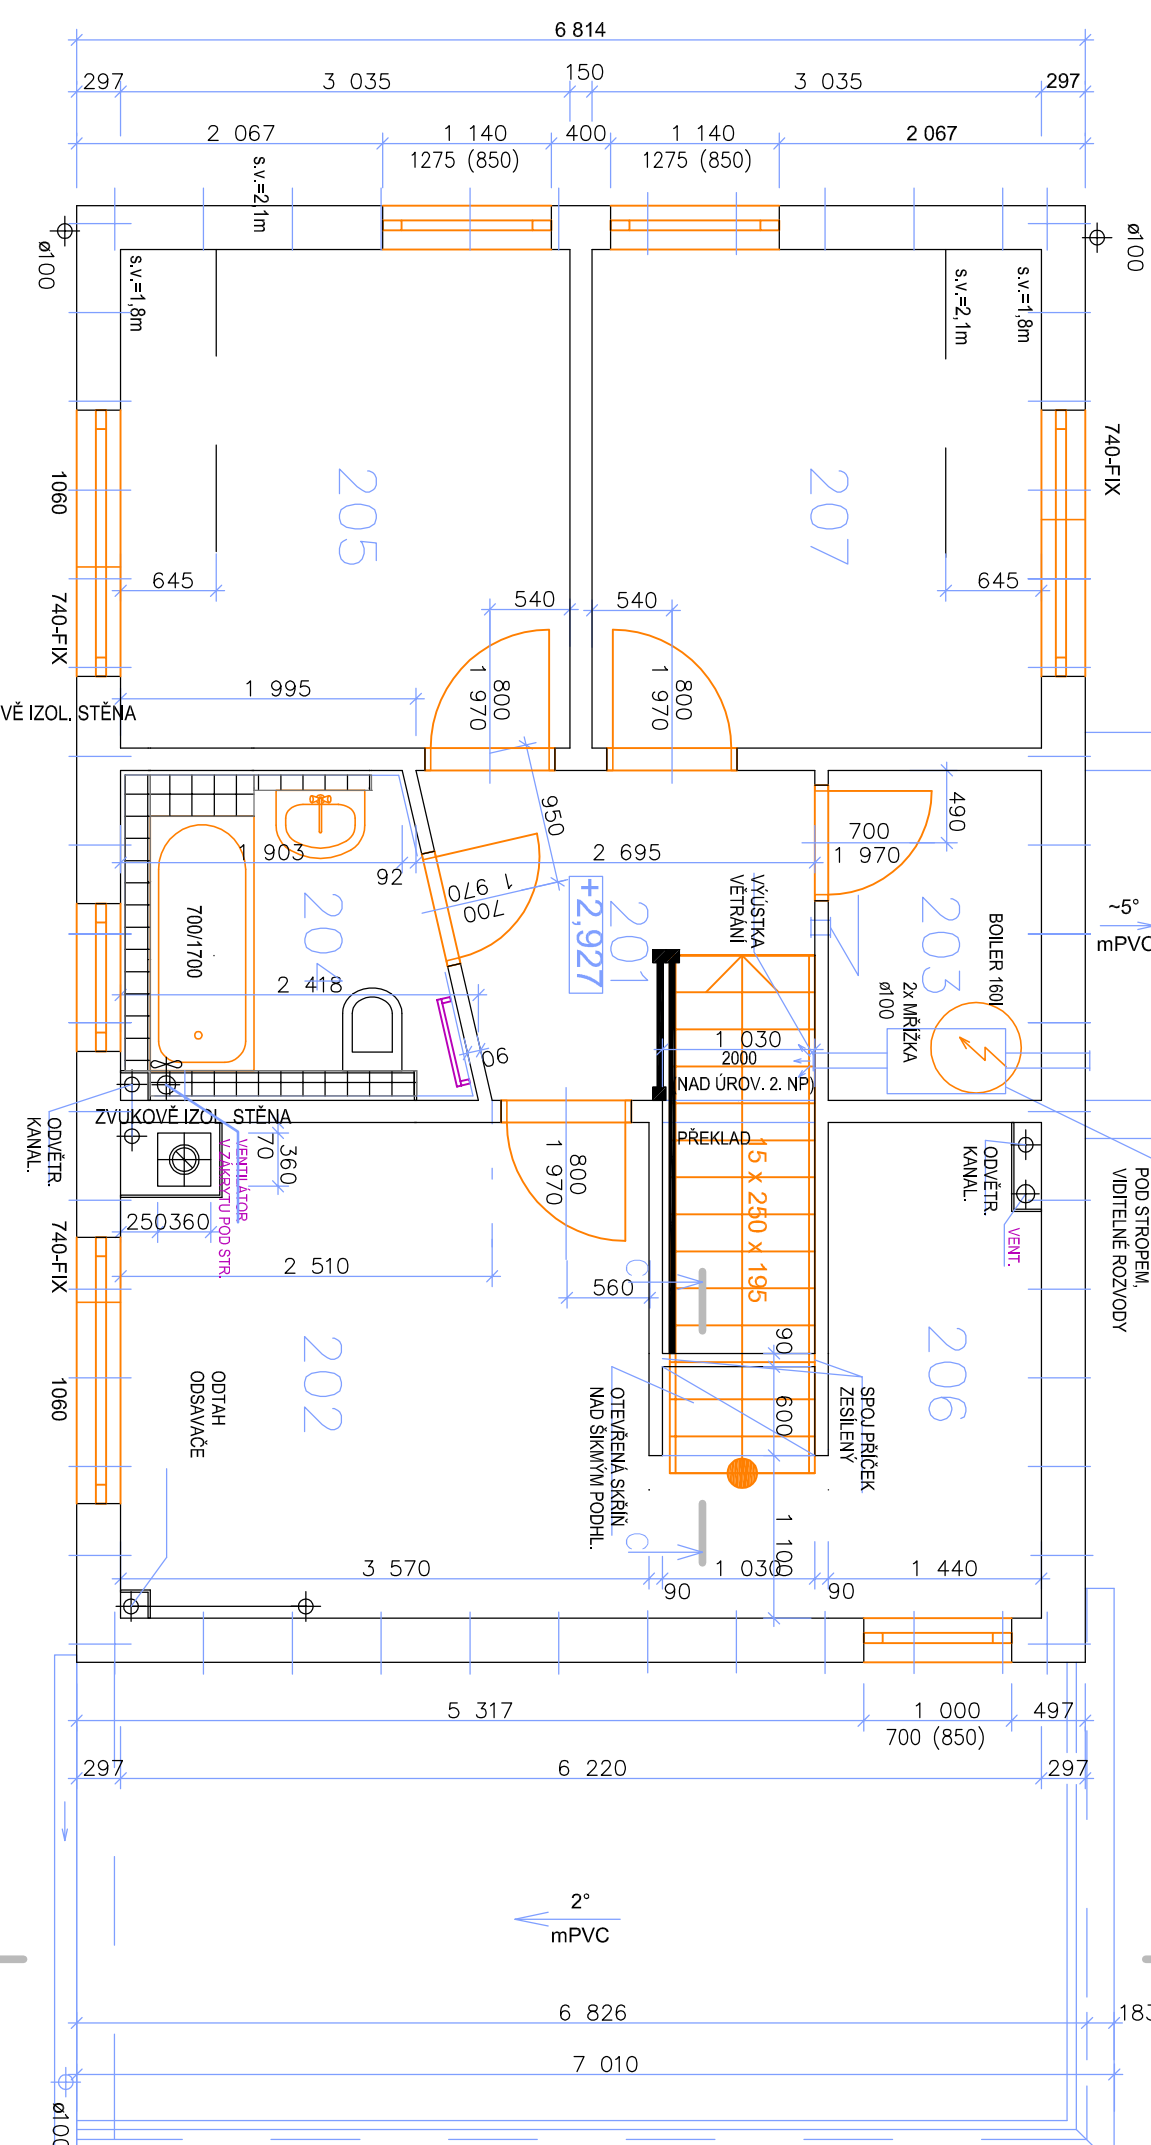 6 814
297
3 035
150
3 035
297
2 067
1 140
400
1 140
2 067
1275 (850)
1275 (850)
s.v.=2,1m
ø100
ø100
s.v.=1,8m
s.v.=2,1m
s.v.=1,8m
740-FIX
1060
205
207
645
645
540
540
740-FIX
800
1 970
800
1 970
1 995
VĚ IZOL. STĚNA
950
490
700
1 970
1 903
92
2 695
700
1 970
204
201
+2,927
VÝÚSTKA
VĚTRÁNÍ
203
BOILER 160l
~5°
mPVC
700/1700
2 418
2x MŘÍŽKA
ø100
90
1 030
2000
(NAD ÚROV. 2. NP)
ZVUKOVĚ IZOL. STĚNA
ODVĚTR.
KANAL.
PŘEKLAD
360
70
VENTILÁTOR
V ZÁKRYTU POD STR.
800
1 970
15 x 250 x 195
ODVĚTR.
KANAL.
VENT.
POD STROPEM,
VIDITELNÉ ROZVODY
250
360
740-FIX
2 510
560
C
90
202
206
1060
ODTAH
ODSAVAČE
600
OTEVŘENÁ SKŘÍŇ
NAD ŠIKMÝM PODHL.
SPOJ PŘÍČEK
ZESÍLENÝ
C
1 100
3 570
90
1 030
90
1 440
5 317
1 000
497
700 (850)
297
6 220
297
2°
mPVC
6 826
183
7 010
ø100